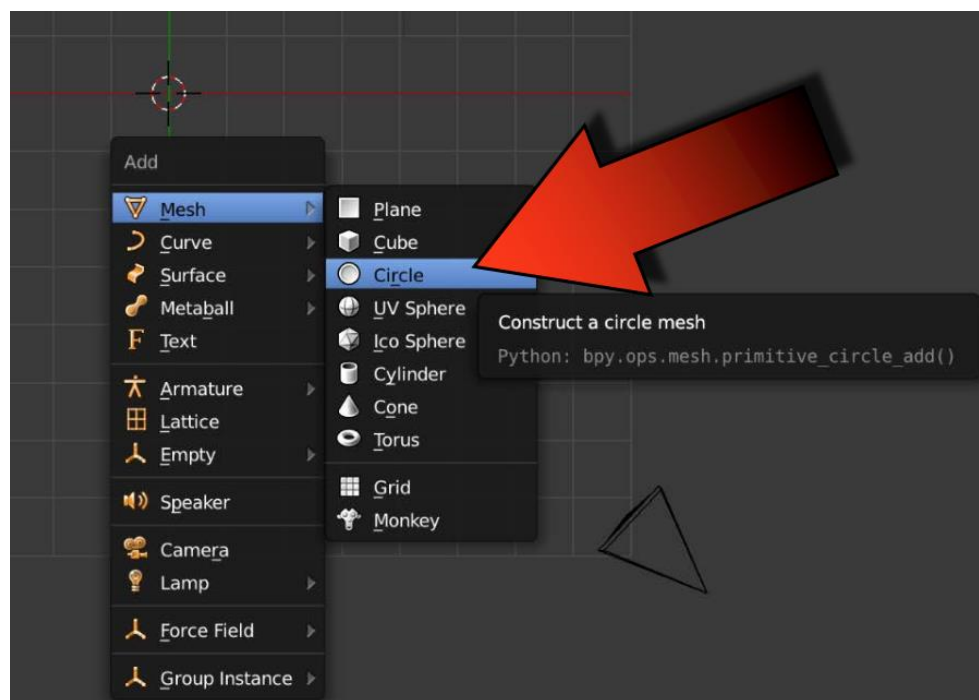 Add
Mesh
Curve
Surface
Metaball
Text
Armature
Lattice
Empty
Speaker
Camera
Lamp
Force Field
Group Instance
Plane
Cube
Circle
UV Sphere
Ico Sphere
Cylinder
Cone
Torus
Grid
Monkey
Construct a circle mesh
Python: bpy.ops.mesh.primitive_circle_add()